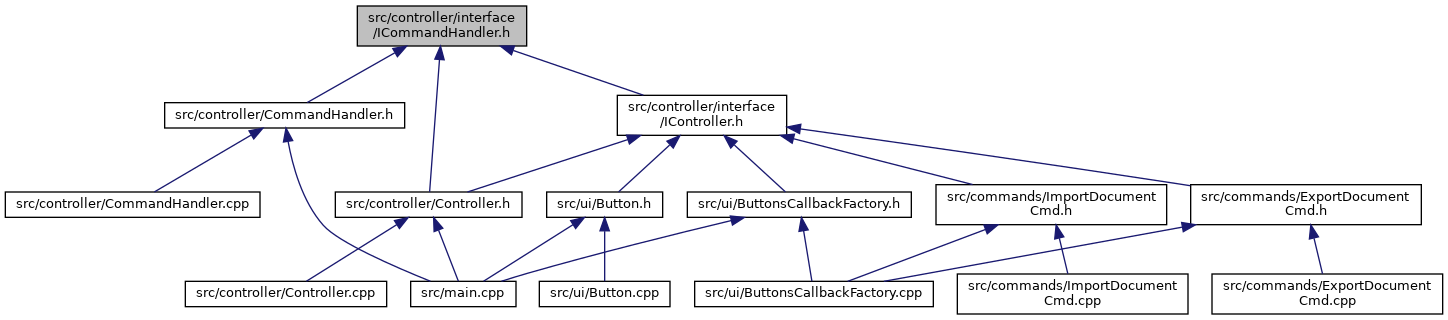 src/controller/interface
/ICommandHandler.h
src/controller/CommandHandler.h
src/controller/interface
/IController.h
src/controller/CommandHandler.cpp
src/controller/Controller.h
src/ui/Button.h
src/ui/ButtonsCallbackFactory.h
src/commands/ImportDocument
Cmd.h
src/commands/ExportDocument
Cmd.h
src/controller/Controller.cpp
src/main.cpp
src/ui/Button.cpp
src/ui/ButtonsCallbackFactory.cpp
src/commands/ImportDocument
Cmd.cpp
src/commands/ExportDocument
Cmd.cpp